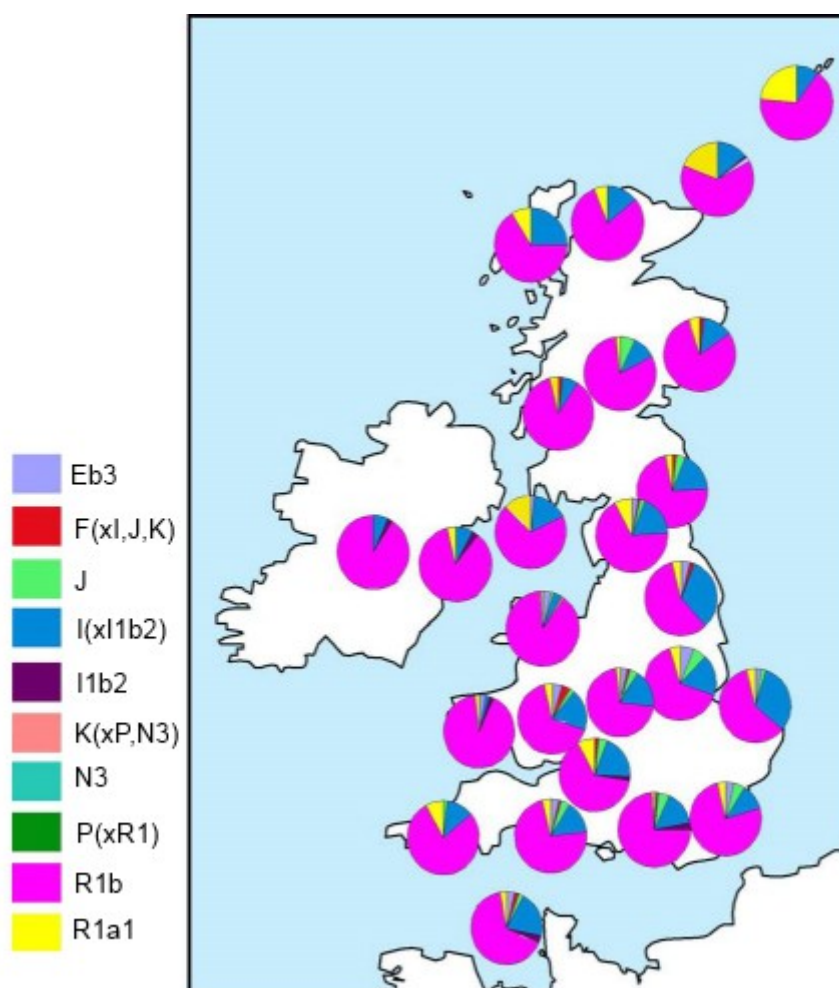 Eb3
F(xI,J,K)
J
I(xI1b2)
I1b2
K(xP,N3)
N3
P(xR1)
R1b
R1a1